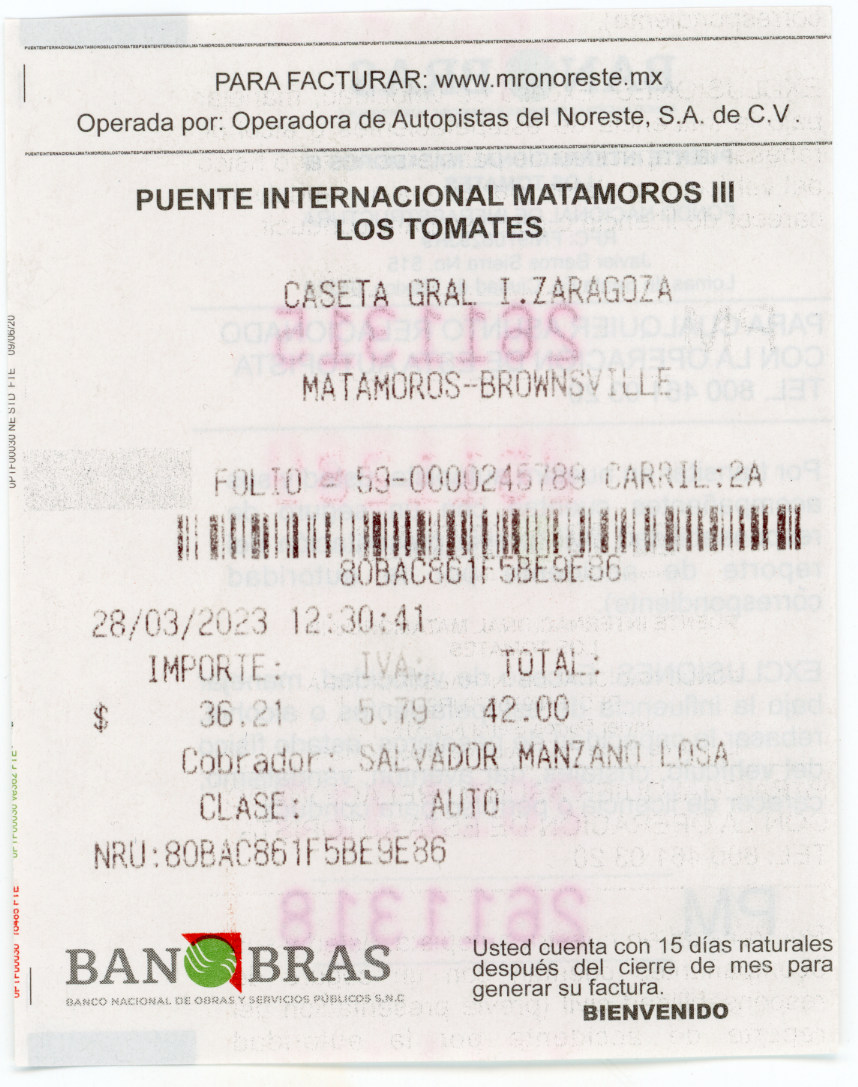 PARA FACTURAR: www.mronoreste.mx
Operada por: Operadora de Autopistas del Noreste, S.A. de C.V
PUENTE INTERNACIONAL MATAMOROS III
LOS TOMATES
CASETA GRAL I.ZARAGOZA
MATAMOROS-BROWNSVILLE
FOLIO - 59-0000245789 CARRIL:2A
80BAC861F5BE9E86
28/03/2023 12:30:41
IMPORTE: IVA: TOTAL:
$ 36.21 5.79 42.00
Cobrador: SALVADOR MANZANO LOSA
CLASE: AUTO
NRU:80BAC861F5BE9E86
BANOBRAS
BANCO NACIONAL DE OBRAS Y SERVICIOS PÚBLICOS S.N.C
Usted cuenta con 15 días naturales
después del cierre de mes para
generar su factura.
BIENVENIDO